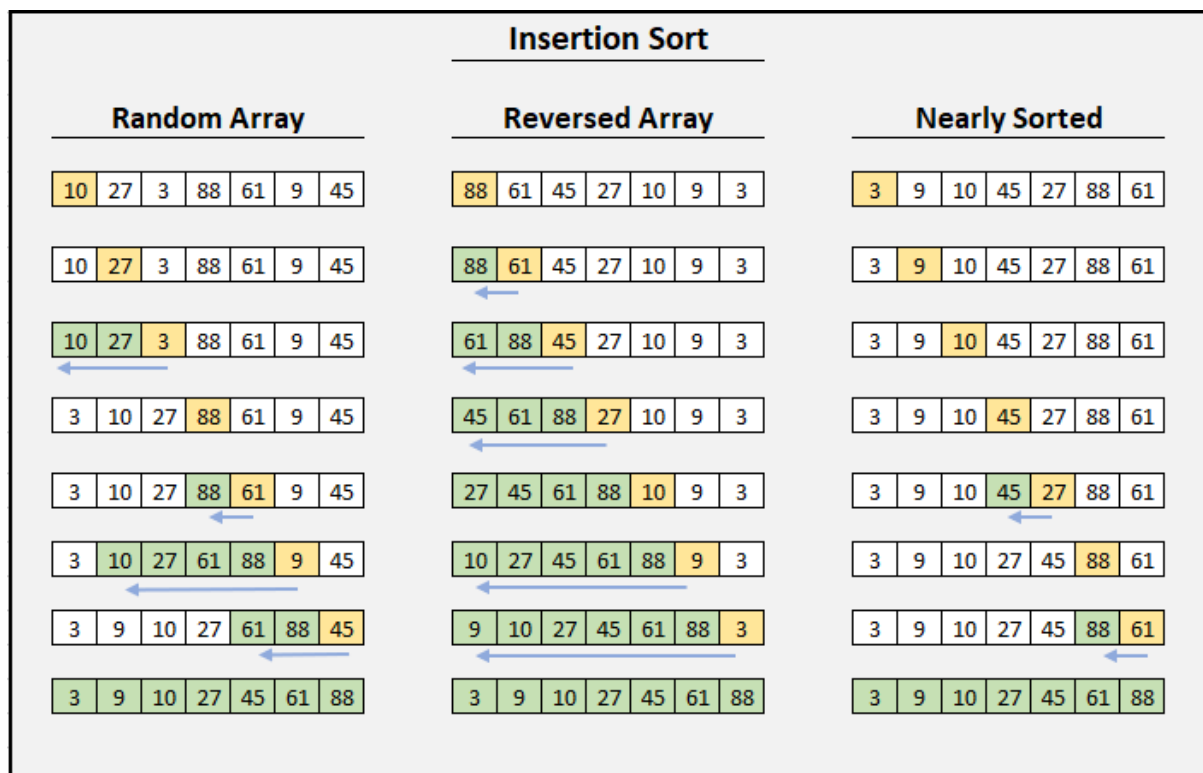 Insertion Sort
Random Array Reversed Array Nearly Sorted
10 27 3 88 61 9 45 88 61 45 27 10 9 3 3 9 10 45 27 88 61
10 27 3 88 61 9 45 88 61 45 27 10 9 3 3 9 10 45 27 88 61
10 27 3 88 61 9 45 61 88 45 27 10 9 3 3 9 10 45 27 88 61
3 10 27 88 61 9 45 45 61 88 27 10 9 3 3 9 10 45 27 88 61
3 10 27 88 61 9 45 27 45 61 88 10 9 3 3 9 10 45 27 88 61
3 10 27 61 88 9 45 10 27 45 61 88 9 3 3 9 10 27 45 88 61
3 9 10 27 61 88 45 9 10 27 45 61 88 3 3 9 10 27 45 88 61
3 9 10 27 45 61 88 3 9 10 27 45 61 88 3 9 10 27 45 61 88